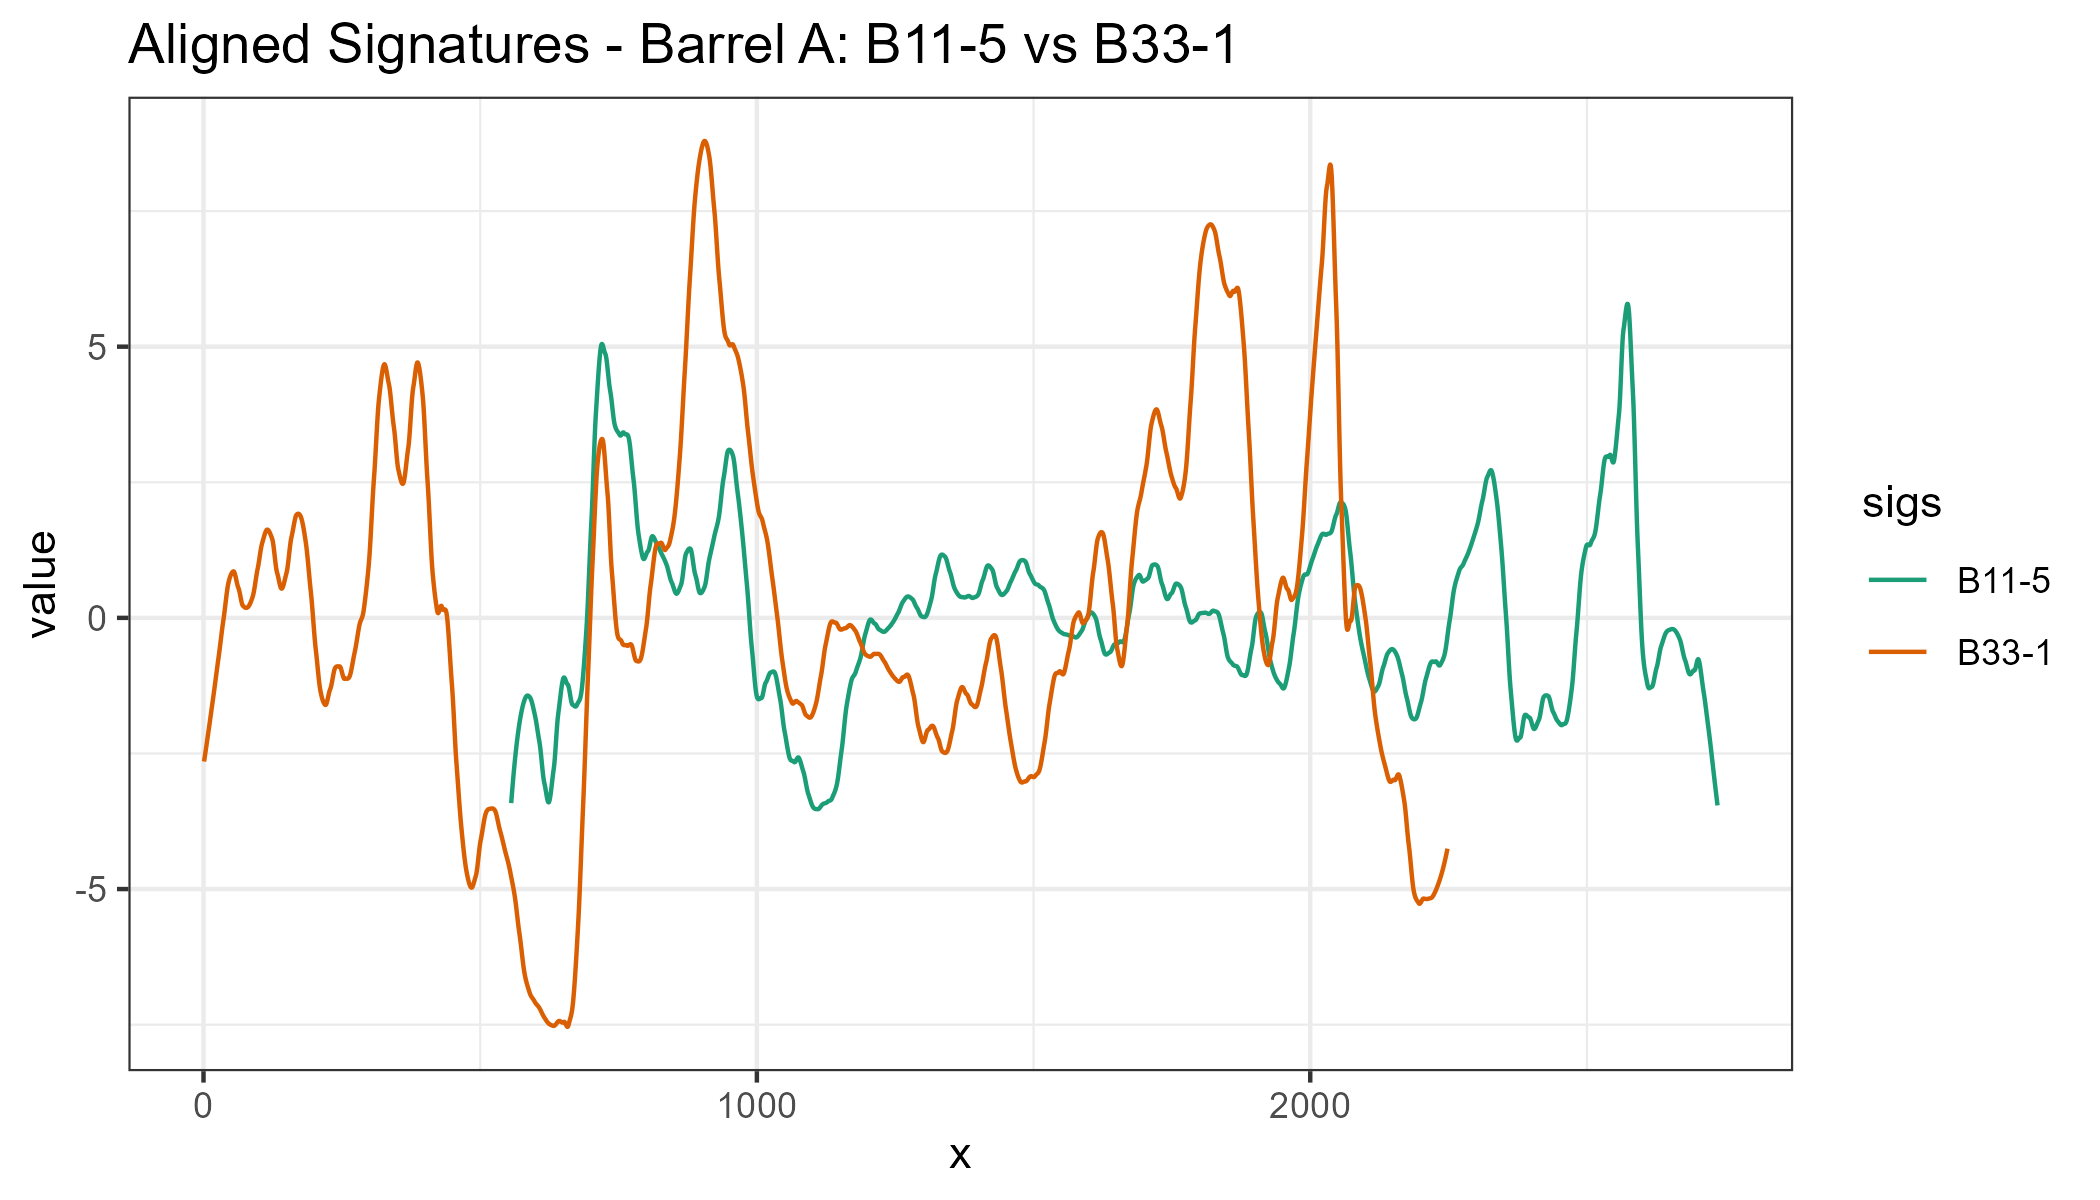 Aligned Signatures - Barrel A: B11-5 vs B33-1
value
5
0
-5
0
1000
2000
x
sigs
B11-5
B33-1